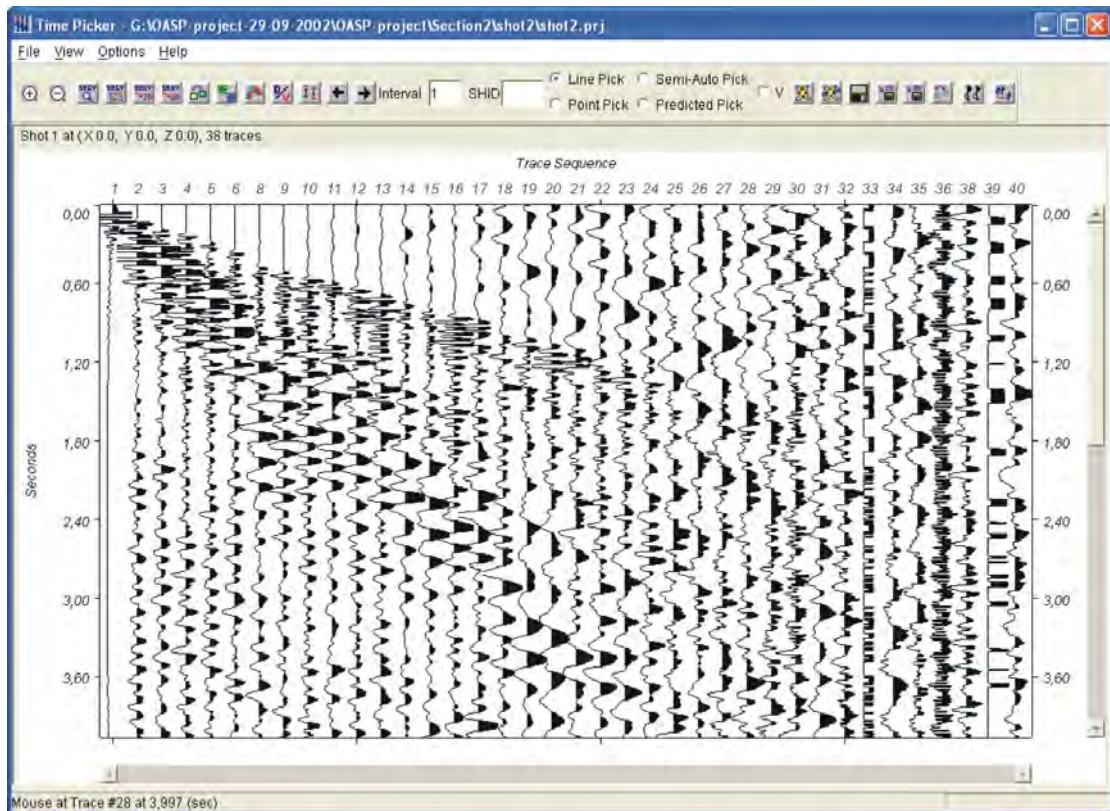 Time Picker - G:\OASP-project-29-09-2002\OASP-project\Section2\shot2\shot2.prj
File View Options Help
Interval 1 SHID Line Pick Semi-Auto Pick V
Point Pick Predicted Pick
Shot 1 at (X 0.0, Y 0.0, Z 0.0), 38 traces
Trace Sequence
1 2 3 4 5 6 8 9 10 11 12 13 14 15 16 17 18 19 20 21 22 23 24 25 26 27 28 29 30 31 32 33 34 35 36 38 39 40
0,00 0,00
0,60 0,60
1,20 1,20
1,80 1,80
Seconds
2,40 2,40
3,00 3,00
3,60 3,60
Mouse at Trace #28 at 3,997 (sec)